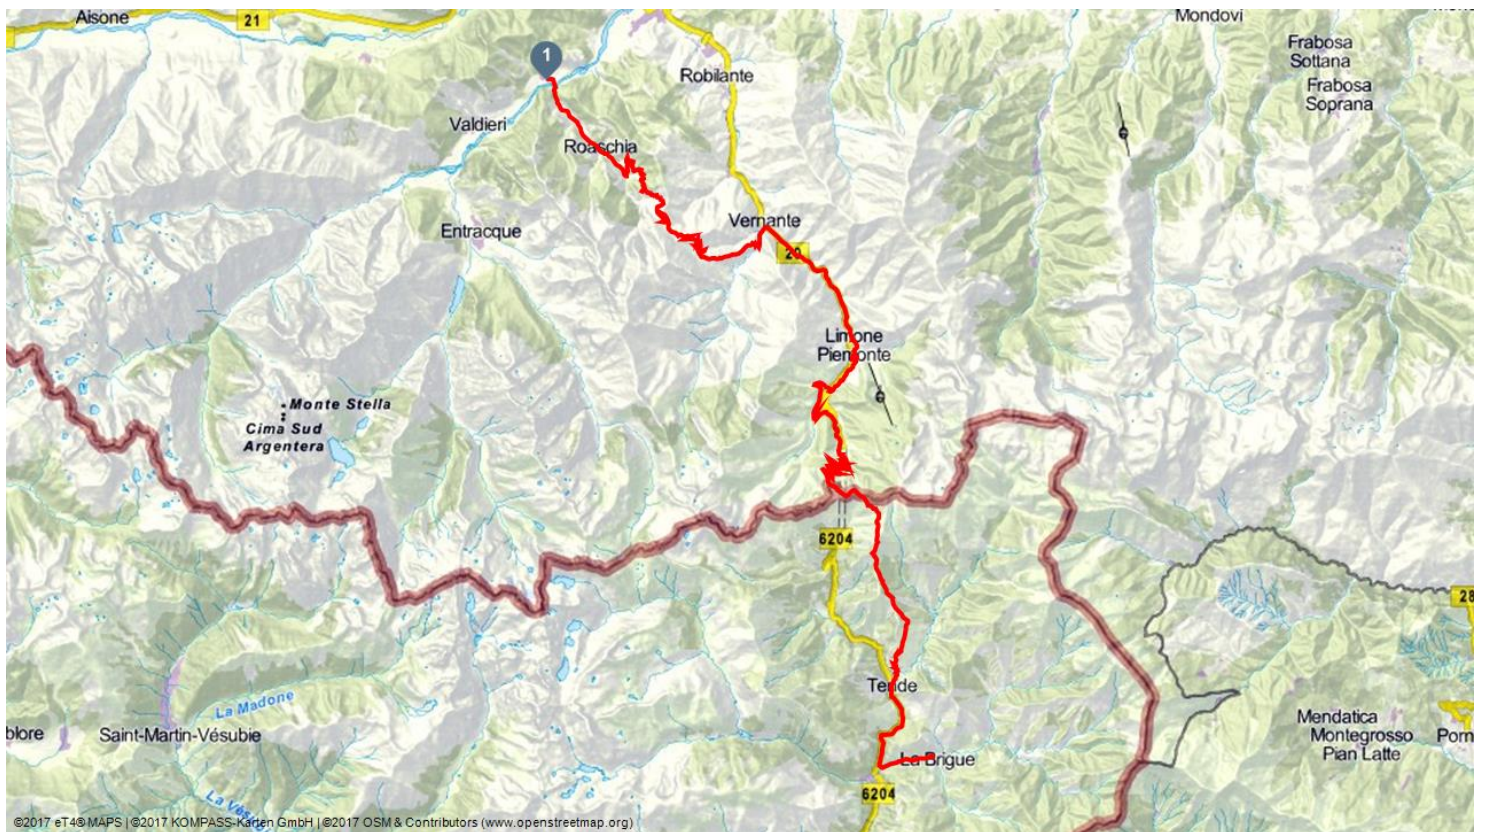 Aisone
21
Mondovi
Frabosa
Sottana
Frabosa
Soprana
1
Robilante
Valdieri
Roaschia
Vernante
Entracque
20
Limone
Piemonte
Monte Stella
Cima Sud
Argentera
6204
28
Tende
La Madone
blore
Saint-Martin-Vésubie
La Brigue
Mendatica
Montegrosso
Pian Latte
Porn
6204
©2017 eT4® MAPS | ©2017 KOMPASS-Karten GmbH | ©2017 OSM & Contributors (www.openstreetmap.org)